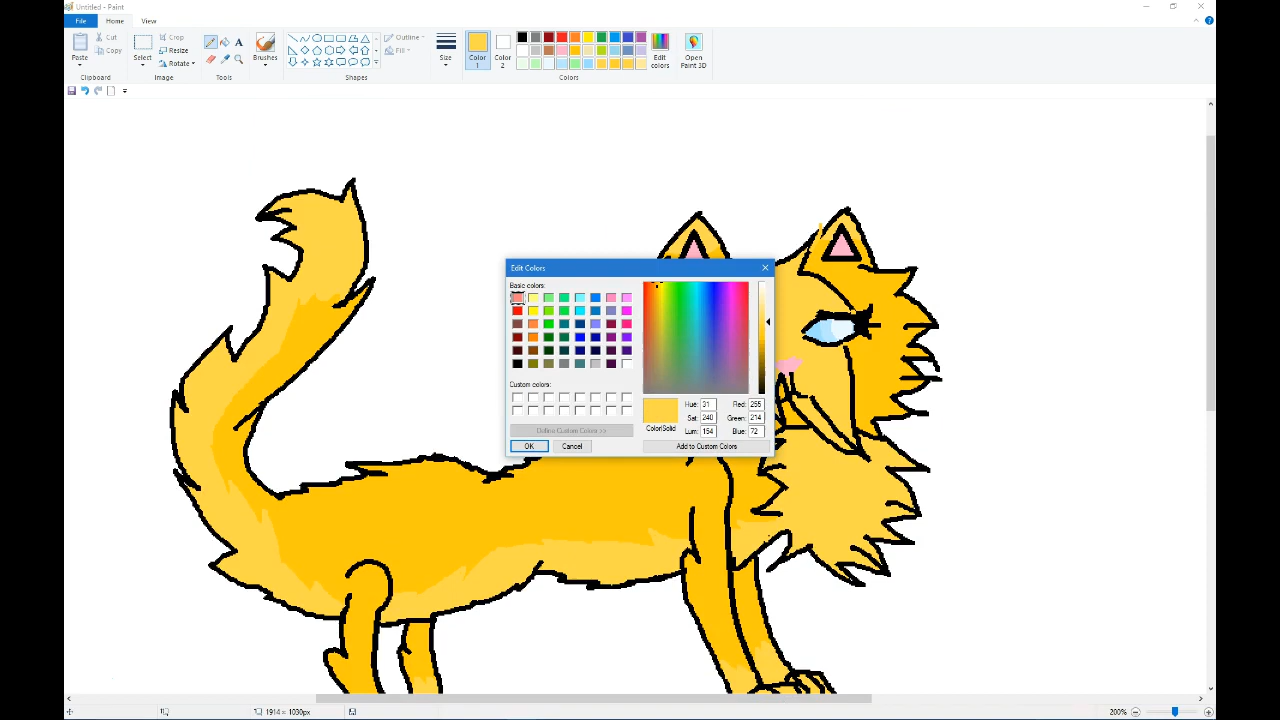 Untitled - Paint
File Home View
Paste
Cut
Copy
Clipboard
Select
Crop
Resize
Rotate
Image
A
Tools
Brushes
Shapes
Outline
Fill
Size
Color
1
Color
2
Colors
Edit
colors
Open
Paint 3D
Edit Colors
Basic colors:
Custom colors:
Define Custom Colors >>
OK
Cancel
Color|Solid
Hue: 31
Sat: 240
Lum: 154
Red: 255
Green: 214
Blue: 72
Add to Custom Colors
1914 × 1030px
200%